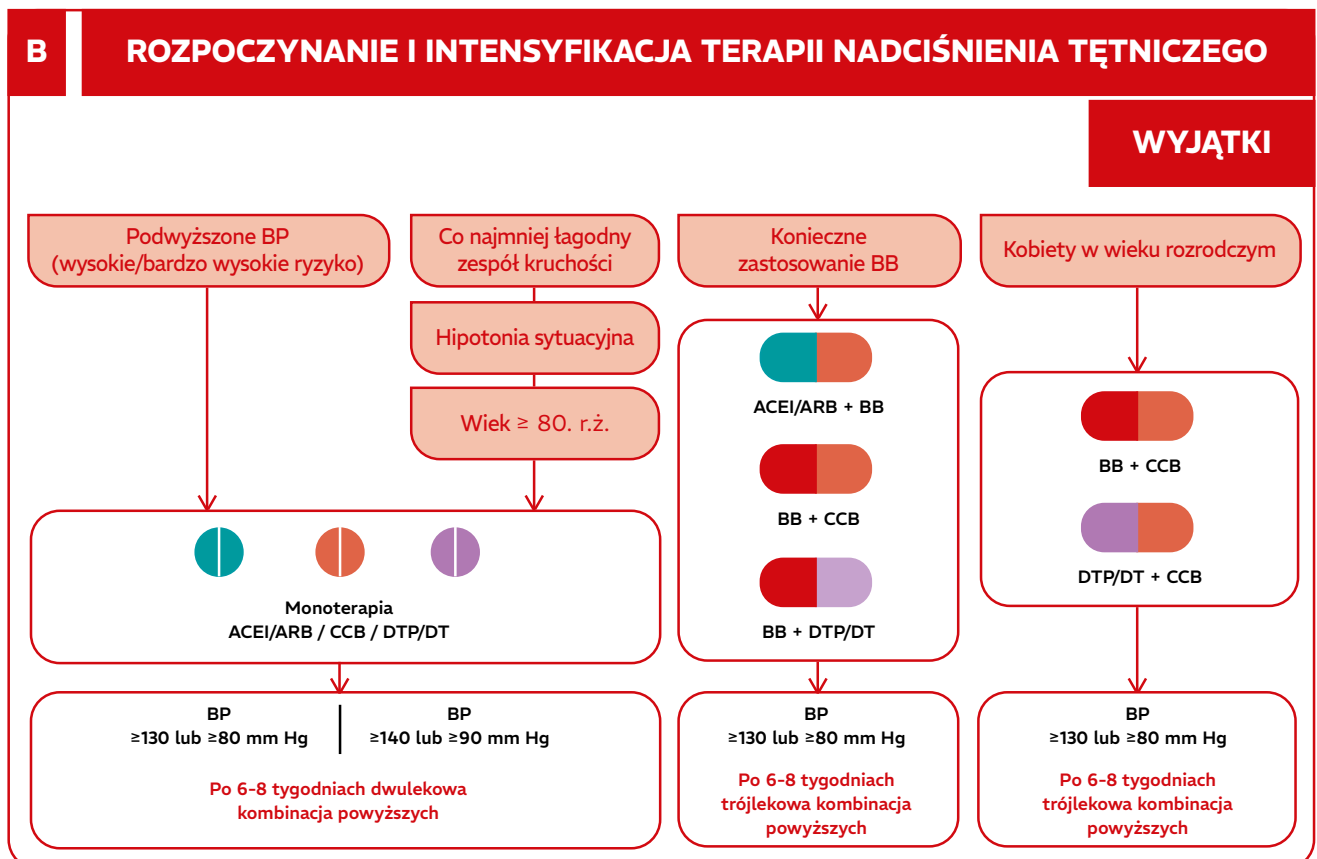 B
ROZPOCZYNANIE I INTENSYFIKACJA TERAPII NADCIŚNIENIA TĘTNICZEGO
WYJĄTKI
Podwyższone BP
(wysokie/bardzo wysokie ryzyko)
Co najmniej łagodny
zespół kruchości
Hipotonia sytuacyjna
Wiek ≥ 80. r.ż.
Monoterapia
ACEI/ARB / CCB / DTP/DT
BP
≥130 lub ≥80 mm Hg
BP
≥140 lub ≥90 mm Hg
Po 6-8 tygodniach dwulekowa
kombinacja powyższych
Konieczne
zastosowanie BB
ACEI/ARB + BB
BB + CCB
BB + DTP/DT
BP
≥130 lub ≥80 mm Hg
Po 6-8 tygodniach
trójlekowa kombinacja
powyższych
Kobiety w wieku rozrodczym
BB + CCB
DTP/DT + CCB
BP
≥130 lub ≥80 mm Hg
Po 6-8 tygodniach
trójlekowa kombinacja
powyższych